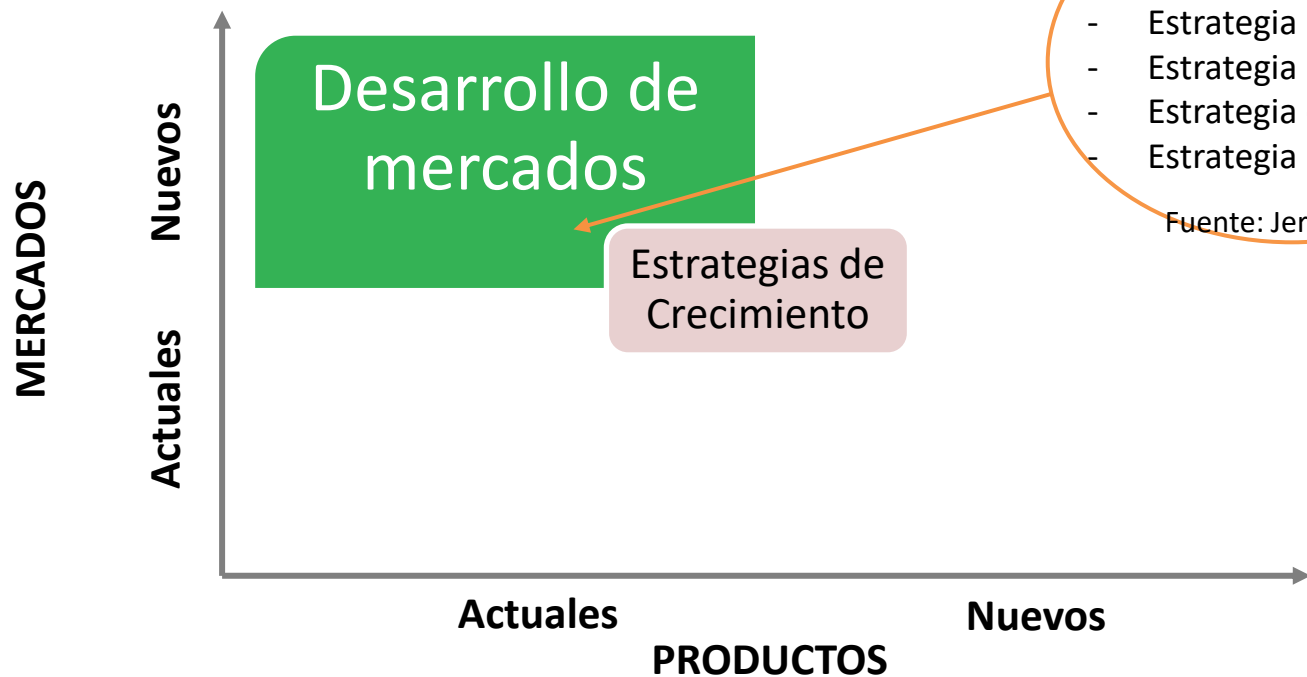 - Estrategia
- Estrategia
- Estrategia
- Estrategia
Fuente: Jer
Desarrollo de
mercados
Estrategias de
Crecimiento
MERCADOS
Nuevos
Actuales
Actuales
Nuevos
PRODUCTOS